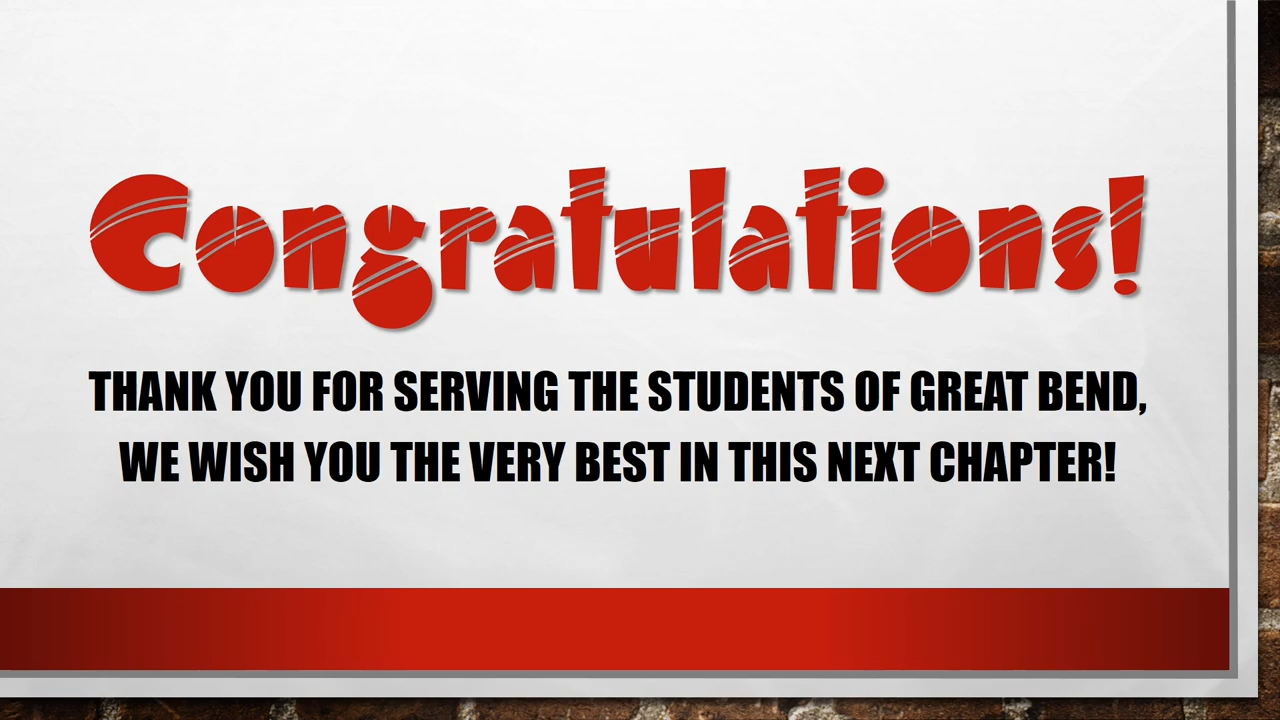 Congratulations!
THANK YOU FOR SERVING THE STUDENTS OF GREAT BEND,
WE WISH YOU THE VERY BEST IN THIS NEXT CHAPTER!